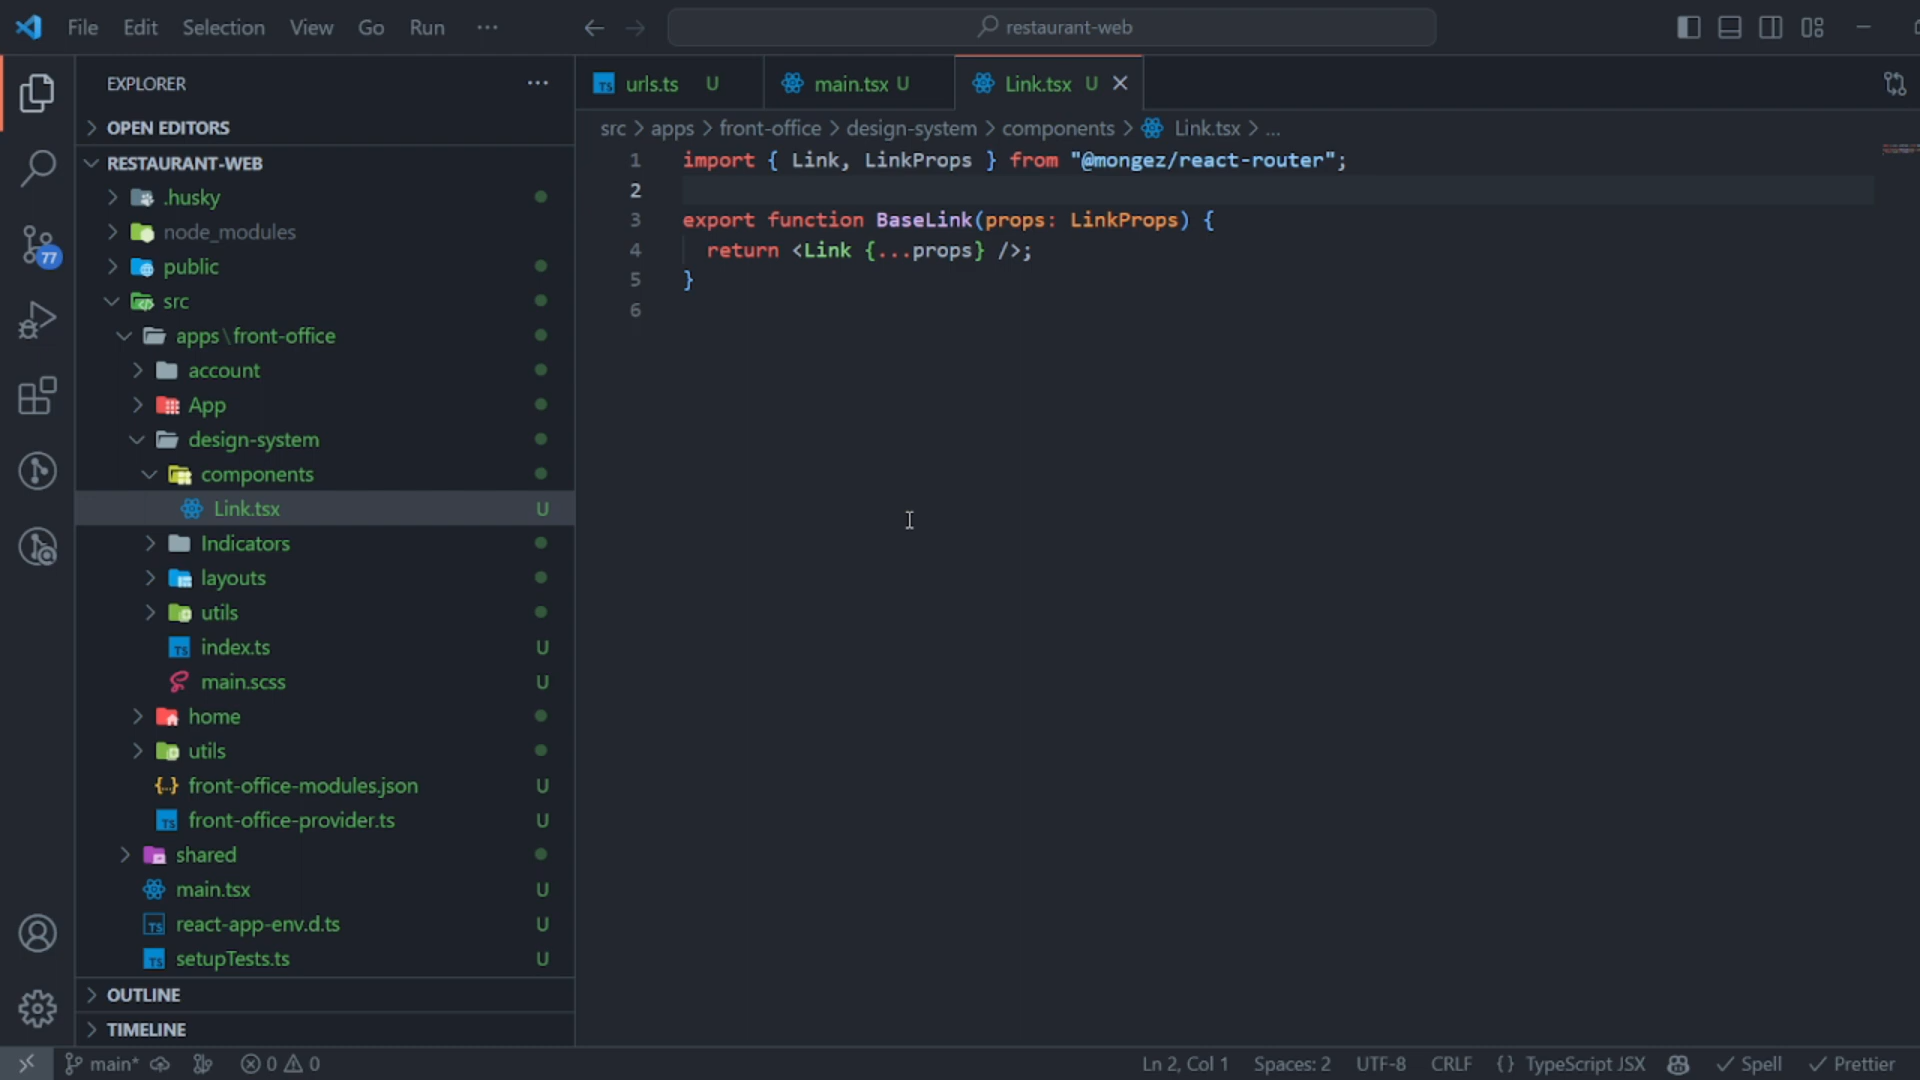 File Edit Selection View Go Run ··· restaurant-web
EXPLORER ···
OPEN EDITORS
RESTAURANT-WEB
.husky
node_modules
public
src
apps\front-office
account
App
design-system
components
Link.tsx U
Indicators
layouts
utils
index.ts U
main.scss U
home
utils
front-office-modules.json U
front-office-provider.ts U
shared
main.tsx U
react-app-env.d.ts U
setupTests.ts U
OUTLINE
TIMELINE
77
urls.ts U main.tsx U Link.tsx U
src > apps > front-office > design-system > components > Link.tsx > ...
1 import { Link, LinkProps } from "@mongez/react-router";
2
3 export function BaseLink(props: LinkProps) {
4 return <Link {...props} />;
5 }
6
main* 0 0 Ln 2, Col 1 Spaces: 2 UTF-8 CRLF {} TypeScript JSX Spell Prettier